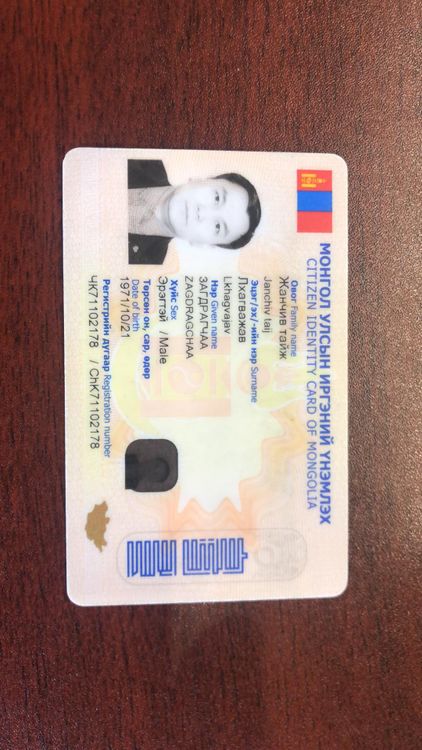 МОНГОЛ УЛСЫН ИРГЭНИЙ ҮНЭМЛЭХ
CITIZEN IDENTITY CARD OF MONGOLIA
Овог Family name
Жанчив тайж
Janchiv taij
Эцэг/эх/-ийн нэр Surname
Лхагважав
Lkhagvajav
Нэр Given name
ЗАГДРАГЧАА
ZAGDRAGCHAA
Хүйс Sex
Эрэгтэй / Male
Төрсөн он, сар, өдөр
Date of birth
1971/10/21
Регистрийн дугаар Registration number
ЧК71102178 / ChK71102178